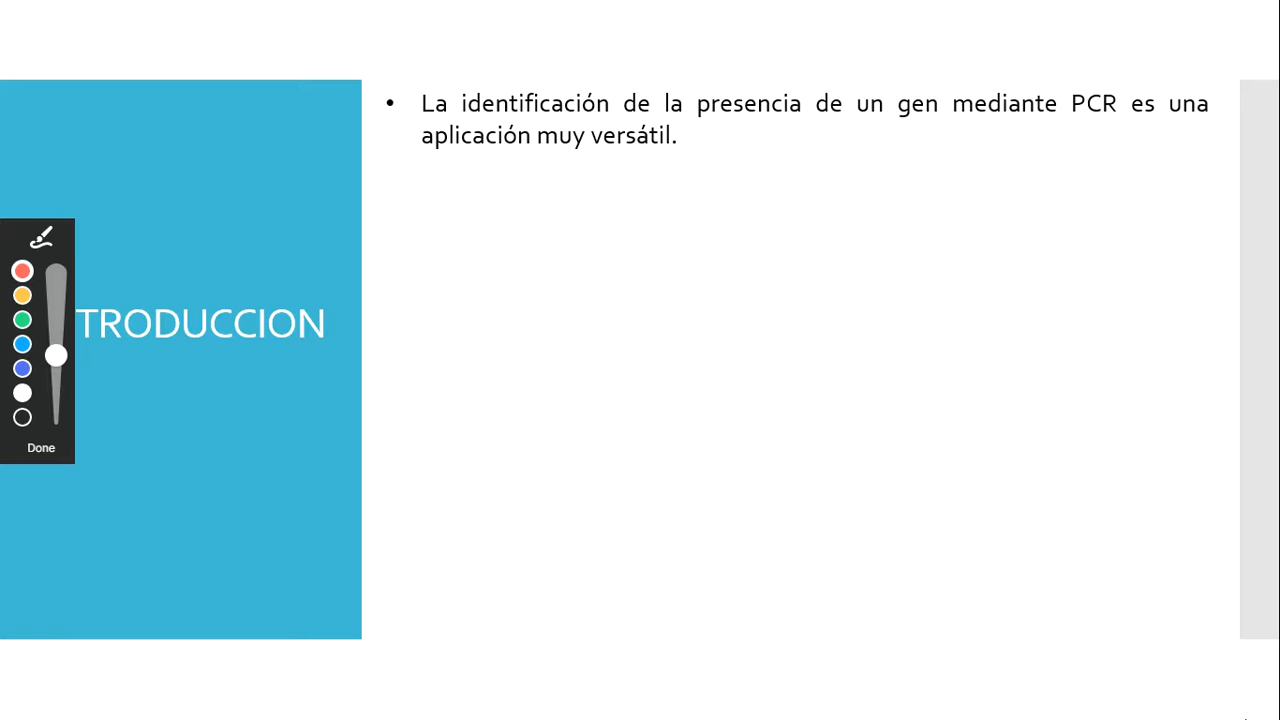 • La identificación de la presencia de un gen mediante PCR es una
aplicación muy versátil.
TRODUCCION
Done